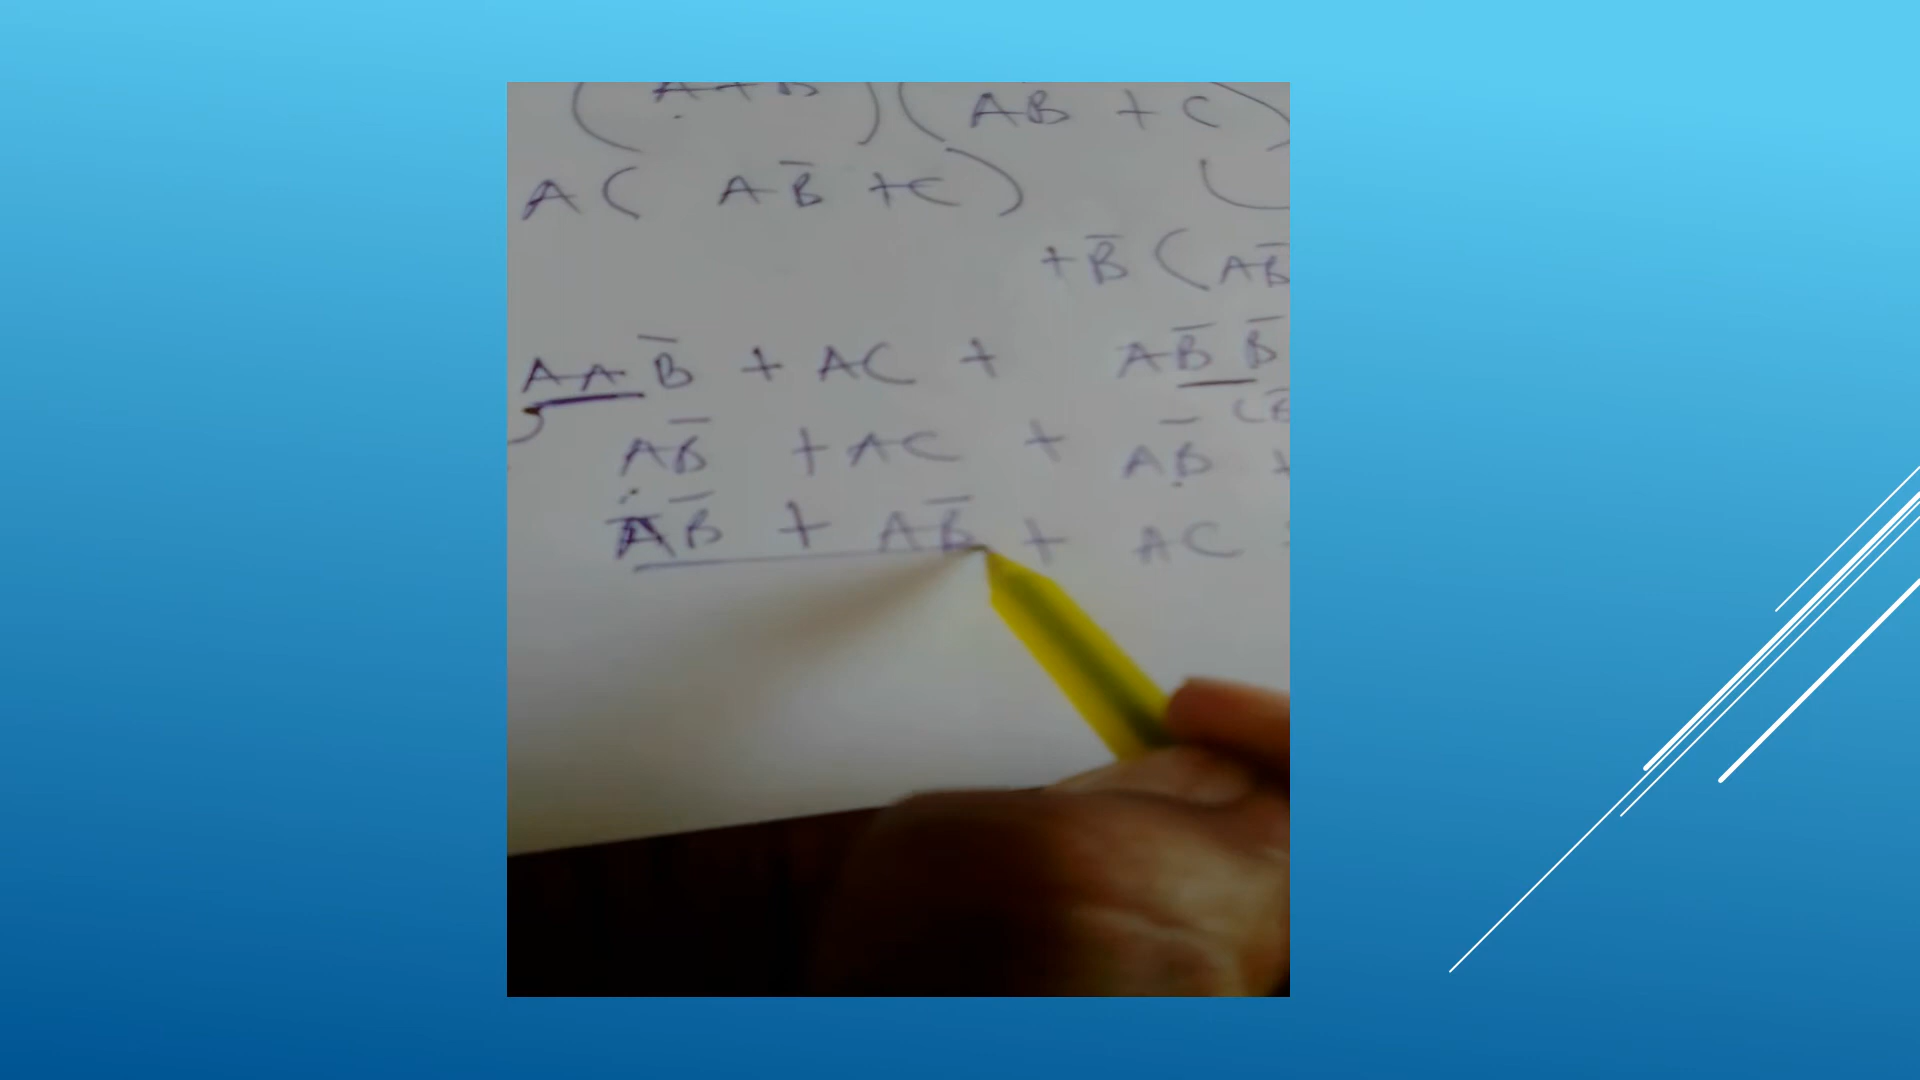 (A+B) (AB + C)
A( AB̅ +C)
+B̅ (AB̅
AAB̅ + AC + AB̅ B̅
AB̅ + AC + AB̅ +
AB̅ + AB̅ + AC +